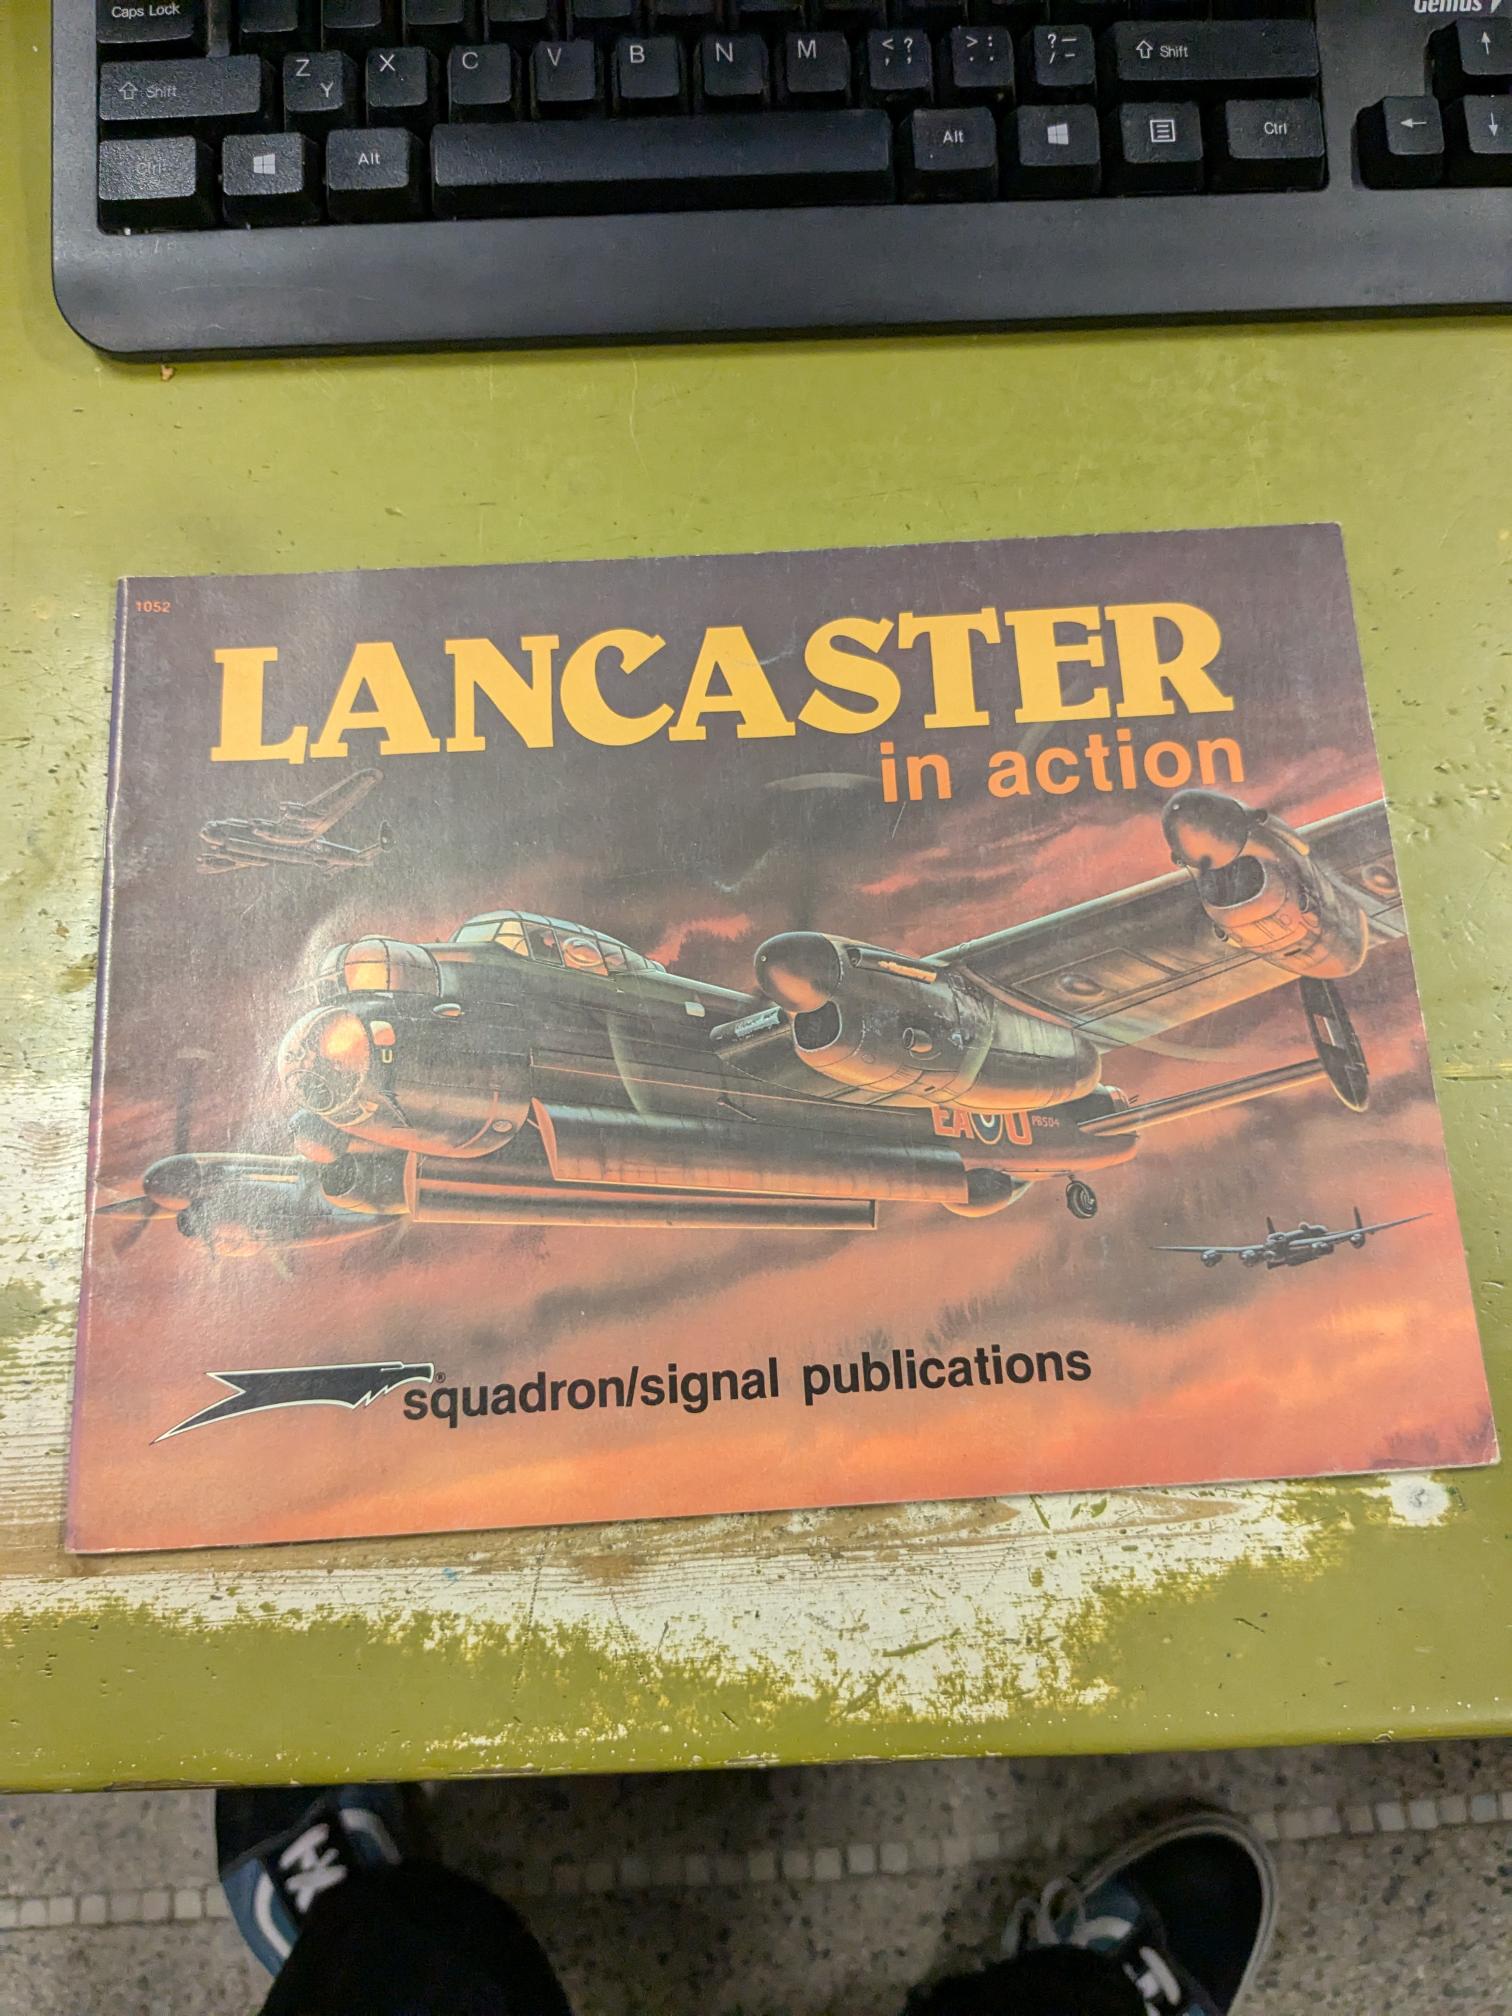 Genius
Caps Lock
Z X C V B N M < ? > : ? –
Shift Y , ; . : / – Shift
Ctrl Alt Alt Ctrl
1052
LANCASTER
in action
U
EA U PB504
squadron/signal publications
®